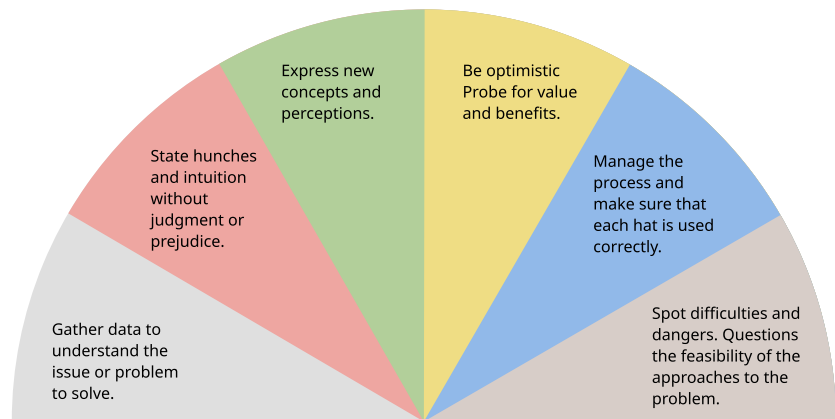 Gather data to
understand the
issue or problem
to solve.
State hunches
and intuition
without
judgment or
prejudice.
Express new
concepts and
perceptions.
Be optimistic
Probe for value
and benefits.
Manage the
process and
make sure that
each hat is used
correctly.
Spot difficulties and
dangers. Questions
the feasibility of the
approaches to the
problem.